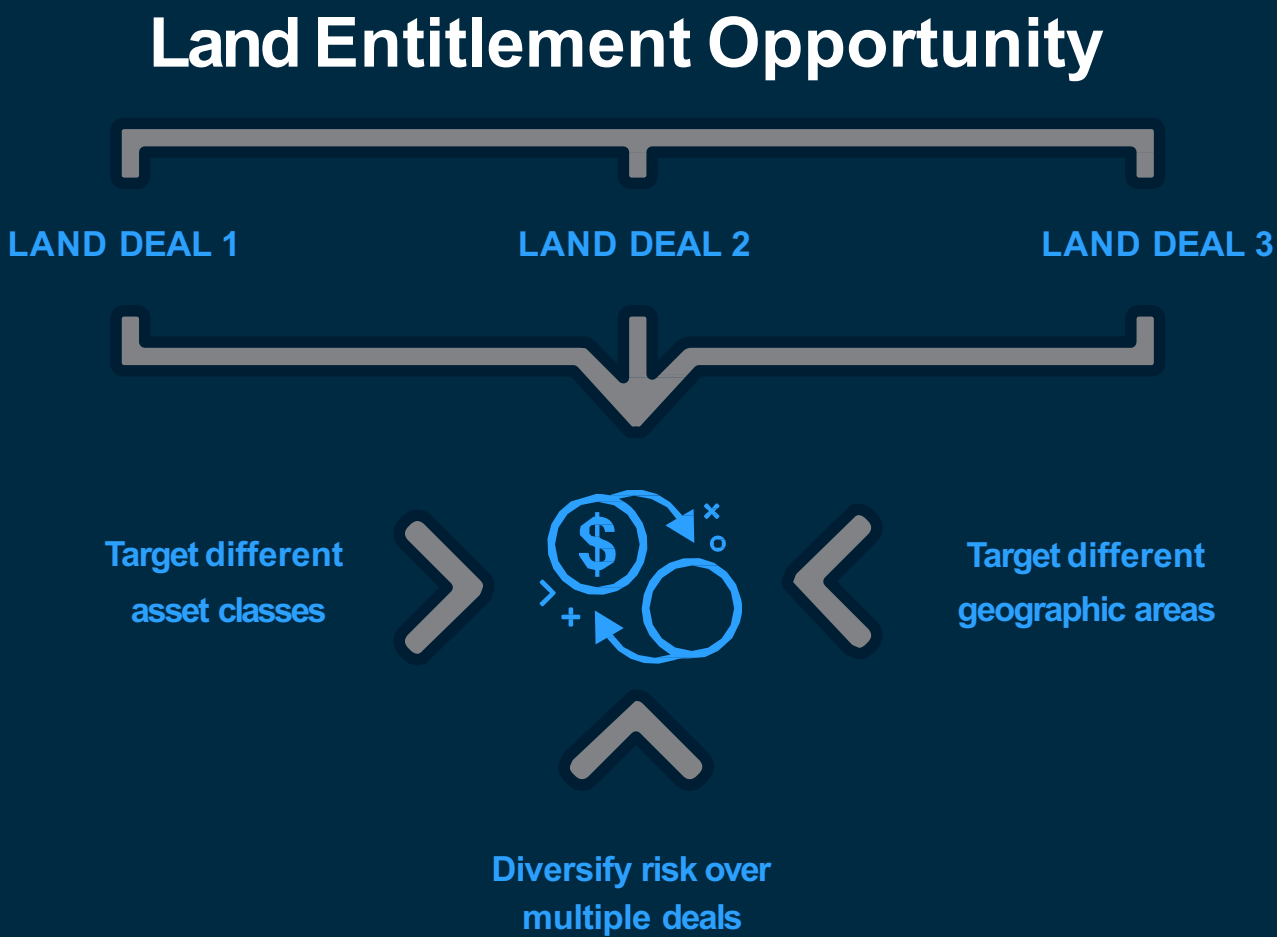 Land Entitlement Opportunity
LAND DEAL 1
LAND DEAL 2
LAND DEAL 3
$
Target different
asset classes
Target different
geographic areas
Diversify risk over
multiple deals